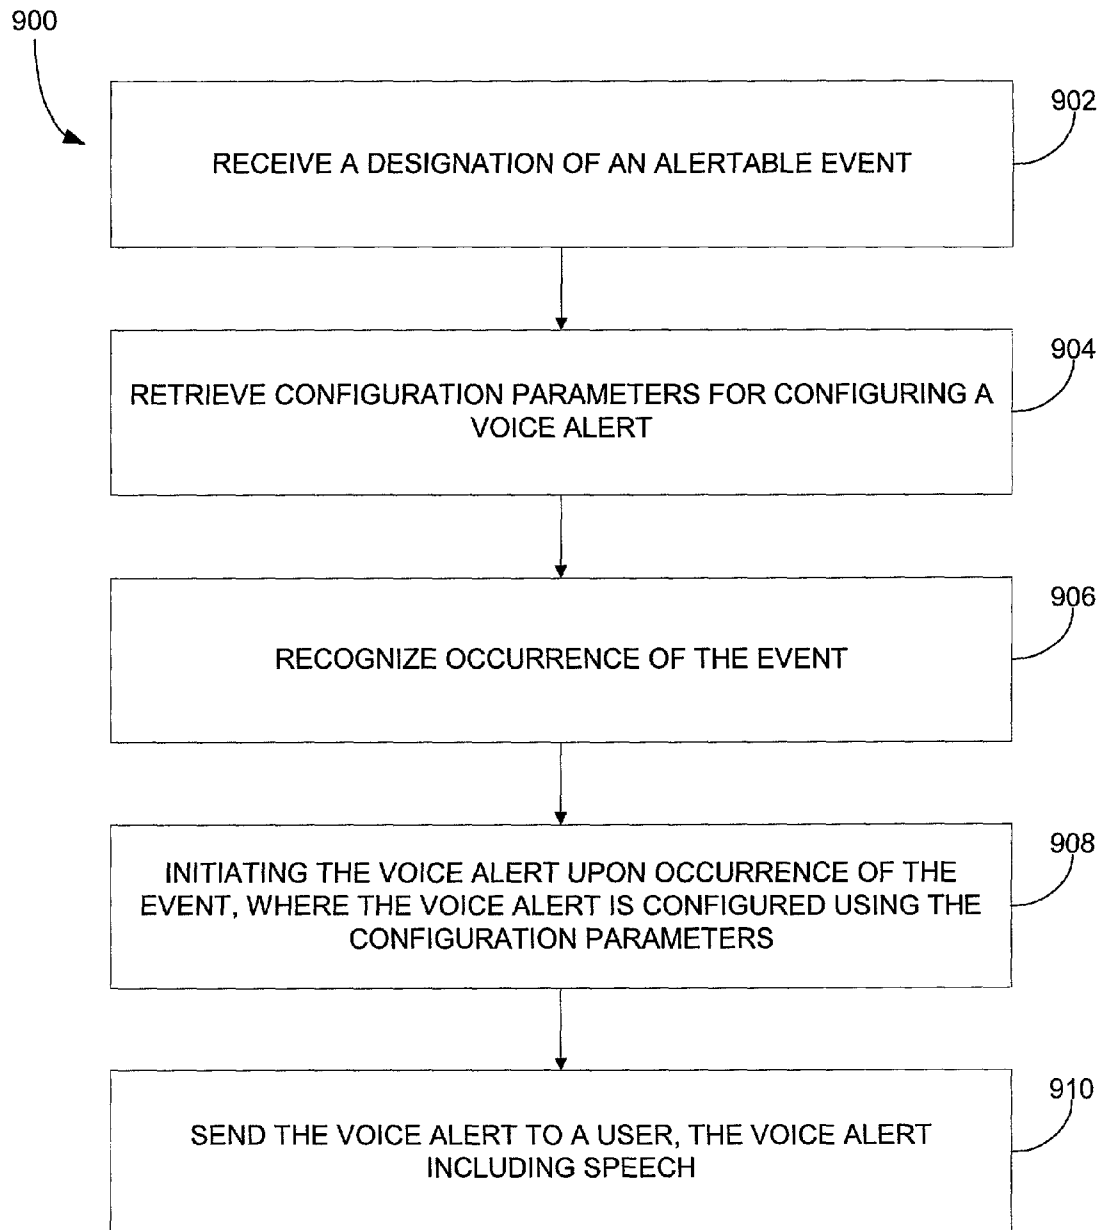 900
902
RECEIVE A DESIGNATION OF AN ALERTABLE EVENT
904
RETRIEVE CONFIGURATION PARAMETERS FOR CONFIGURING A
VOICE ALERT
906
RECOGNIZE OCCURRENCE OF THE EVENT
908
INITIATING THE VOICE ALERT UPON OCCURRENCE OF THE
EVENT, WHERE THE VOICE ALERT IS CONFIGURED USING THE
CONFIGURATION PARAMETERS
910
SEND THE VOICE ALERT TO A USER, THE VOICE ALERT
INCLUDING SPEECH